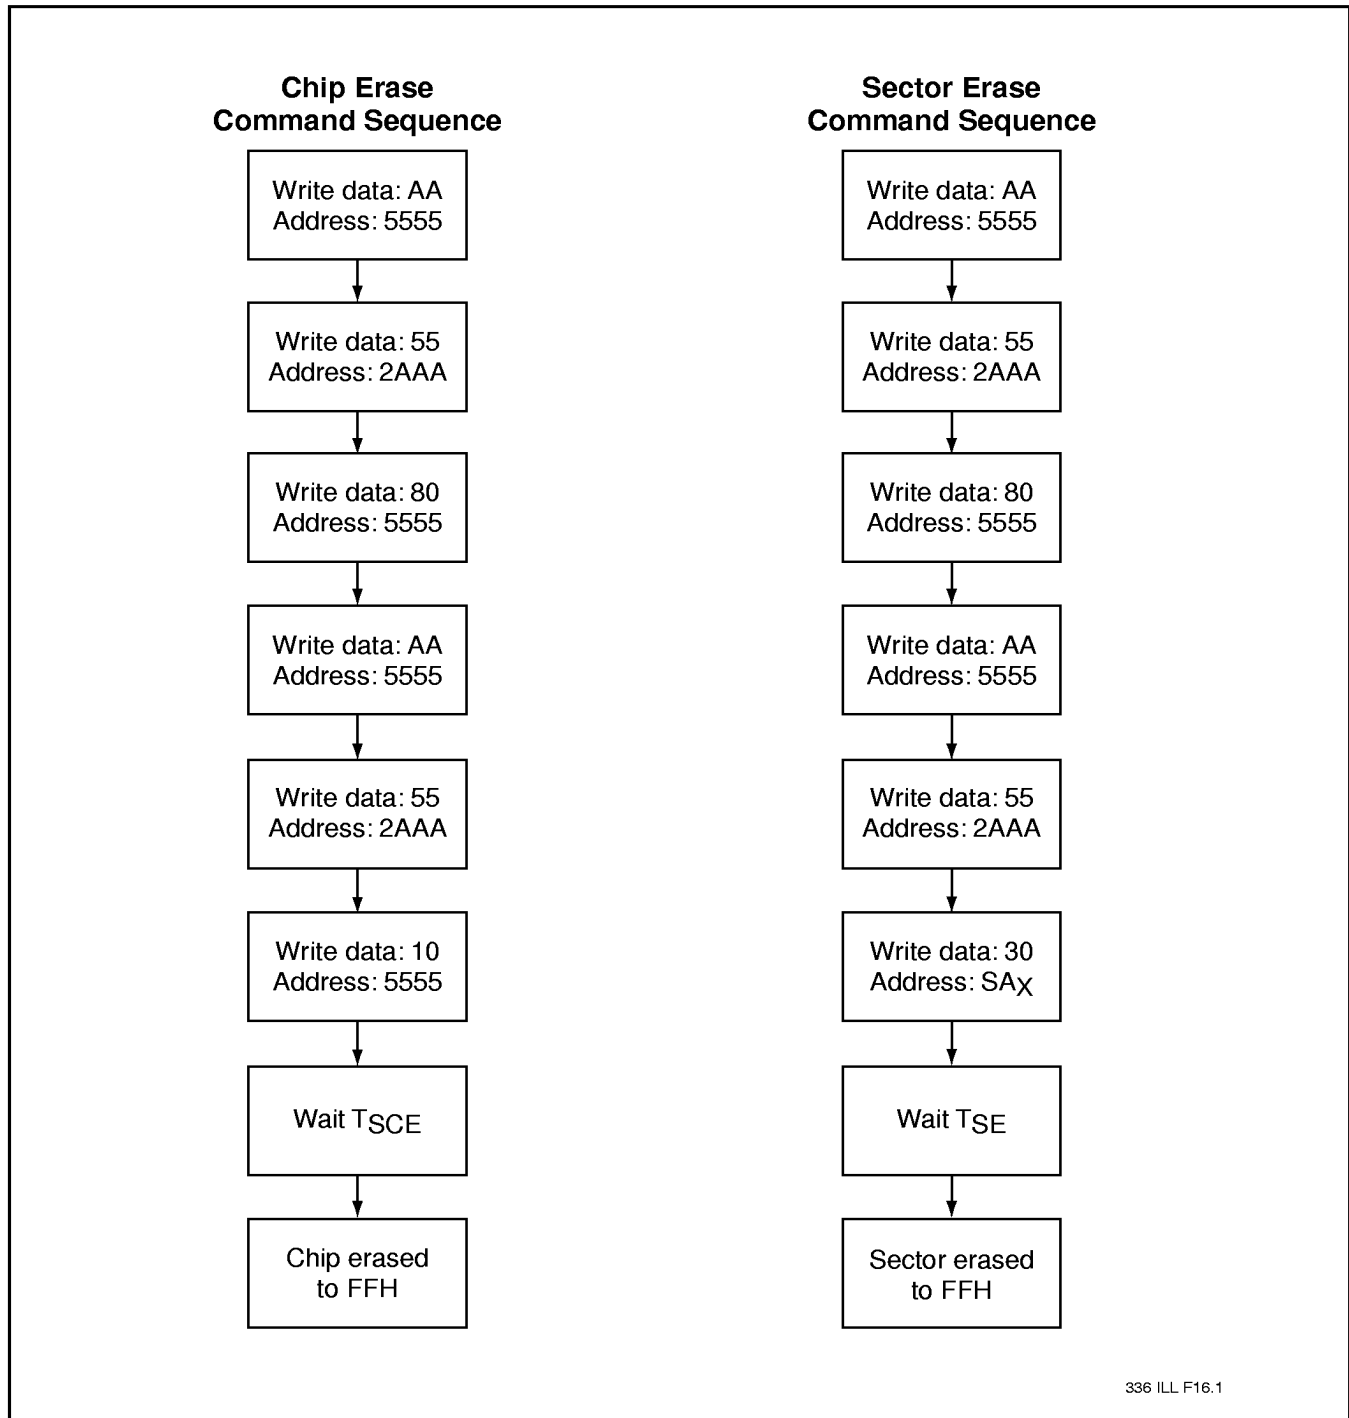 Chip Erase
Command Sequence
Write data: AA
Address: 5555
Write data: 55
Address: 2AAA
Write data: 80
Address: 5555
Write data: AA
Address: 5555
Write data: 55
Address: 2AAA
Write data: 10
Address: 5555
Wait TSCE
Chip erased
to FFH
Sector Erase
Command Sequence
Write data: AA
Address: 5555
Write data: 55
Address: 2AAA
Write data: 80
Address: 5555
Write data: AA
Address: 5555
Write data: 55
Address: 2AAA
Write data: 30
Address: SAX
Wait TSE
Sector erased
to FFH
336 ILL F16.1